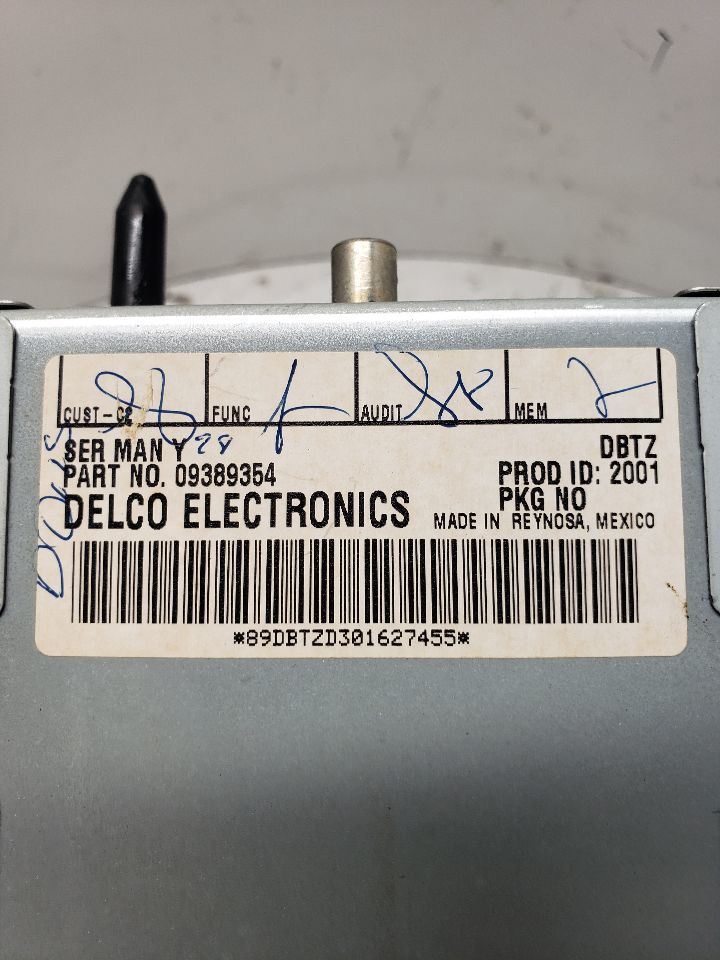 CUST-C2 FUNC AUDIT MEM
SER MAN Y 28 DBTZ
PART NO. 09389354 PROD ID: 2001
DELCO ELECTRONICS PKG NO
MADE IN REYNOSA, MEXICO
*89DBTZD301627455*